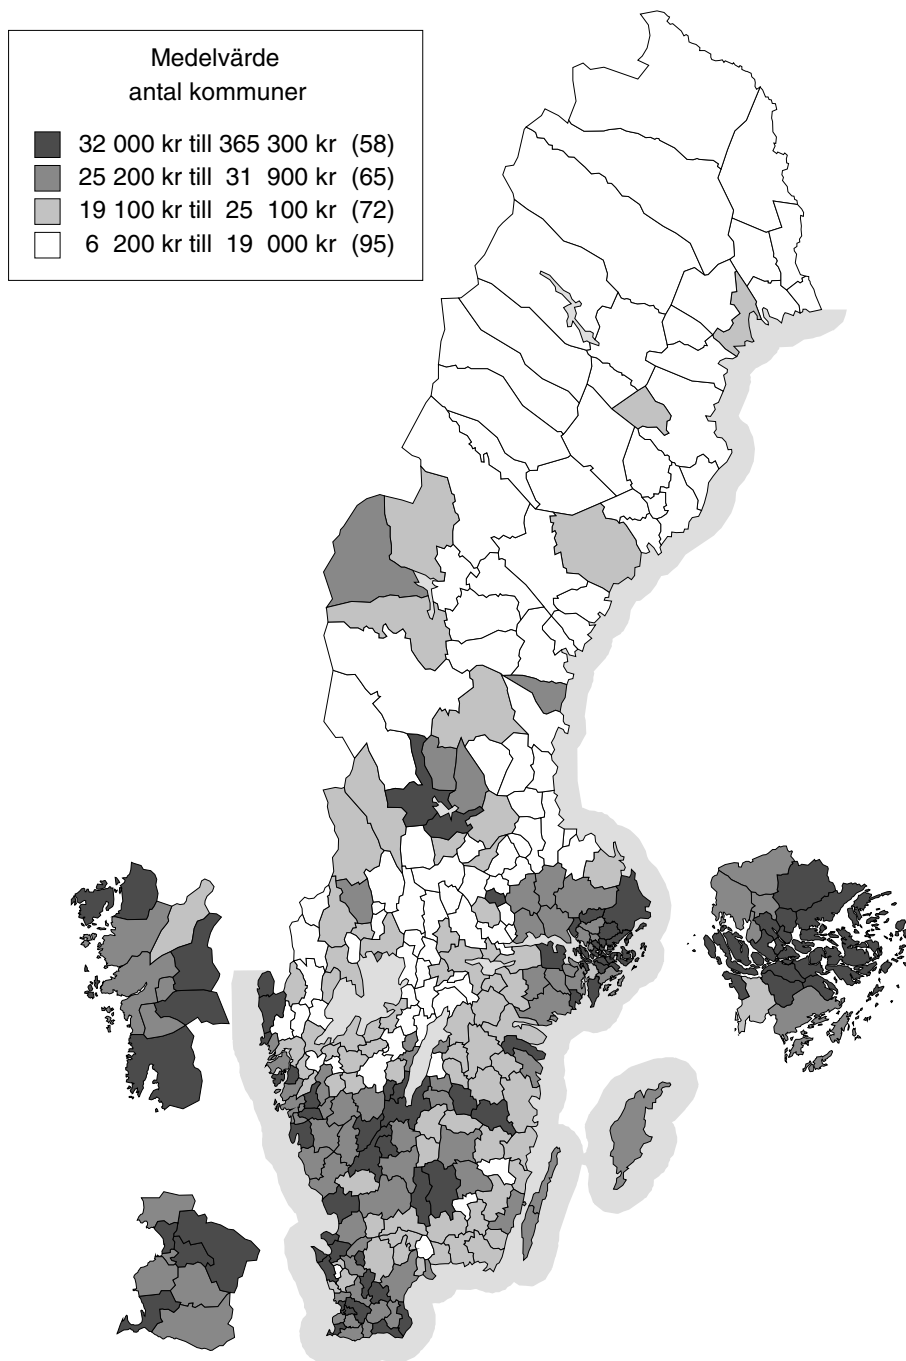 Medelvärde
antal kommuner
32 000 kr till 365 300 kr (58)
25 200 kr till 31 900 kr (65)
19 100 kr till 25 100 kr (72)
6 200 kr till 19 000 kr (95)